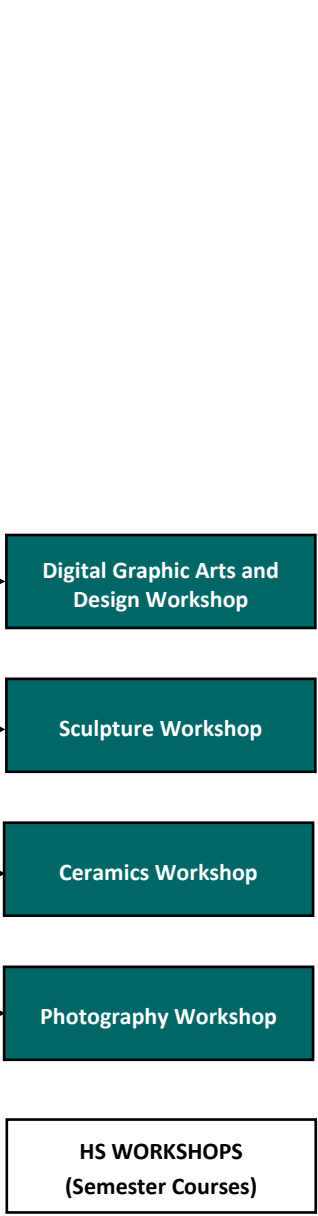 Digital Graphic Arts and
Design Workshop
Sculpture Workshop
Ceramics Workshop
Photography Workshop
HS WORKSHOPS
(Semester Courses)